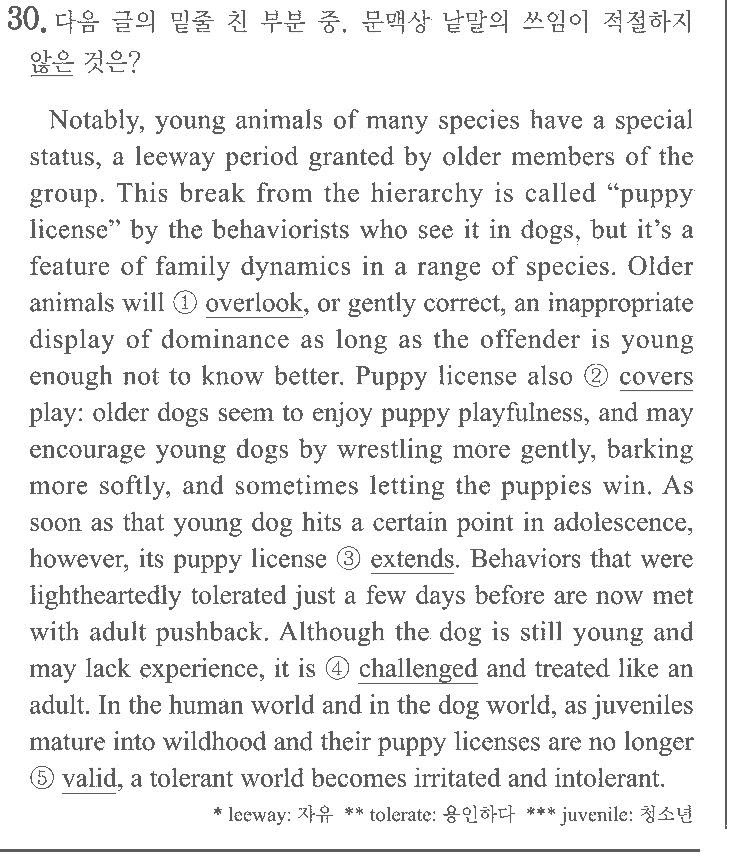 30. 다음 글의 밑줄 친 부분 중, 문맥상 낱말의 쓰임이 적절하지
않은 것은?
Notably, young animals of many species have a special
status, a leeway period granted by older members of the
group. This break from the hierarchy is called “puppy
license” by the behaviorists who see it in dogs, but it’s a
feature of family dynamics in a range of species. Older
animals will ① overlook, or gently correct, an inappropriate
display of dominance as long as the offender is young
enough not to know better. Puppy license also ② covers
play: older dogs seem to enjoy puppy playfulness, and may
encourage young dogs by wrestling more gently, barking
more softly, and sometimes letting the puppies win. As
soon as that young dog hits a certain point in adolescence,
however, its puppy license ③ extends. Behaviors that were
lightheartedly tolerated just a few days before are now met
with adult pushback. Although the dog is still young and
may lack experience, it is ④ challenged and treated like an
adult. In the human world and in the dog world, as juveniles
mature into wildhood and their puppy licenses are no longer
⑤ valid, a tolerant world becomes irritated and intolerant.
* leeway: 자유 ** tolerate: 용인하다 *** juvenile: 청소년